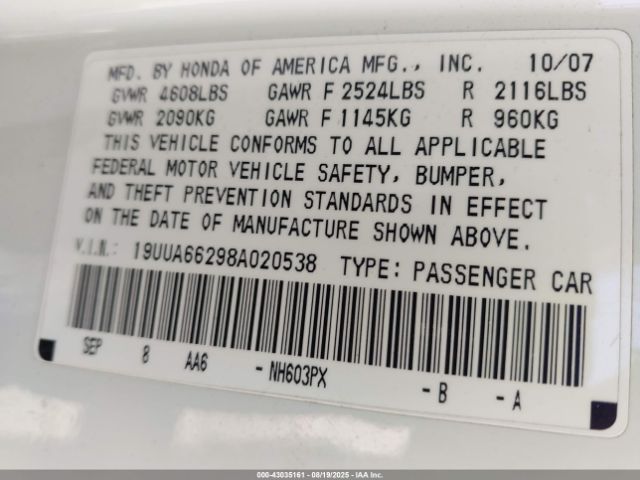 MFD. BY HONDA OF AMERICA MFG., INC. 10/07
GVWR 4608LBS GAWR F 2524LBS R 2116LBS
GVWR 2090KG GAWR F 1145KG R 960KG
THIS VEHICLE CONFORMS TO ALL APPLICABLE
FEDERAL MOTOR VEHICLE SAFETY, BUMPER,
AND THEFT PREVENTION STANDARDS IN EFFECT
ON THE DATE OF MANUFACTURE SHOWN ABOVE.
V.I.N.: 19UUA66298A020538 TYPE: PASSENGER CAR
SEP 8 AA6 - NH603PX - B - A
000-43035161 - 08/19/2025 - IAA Inc.